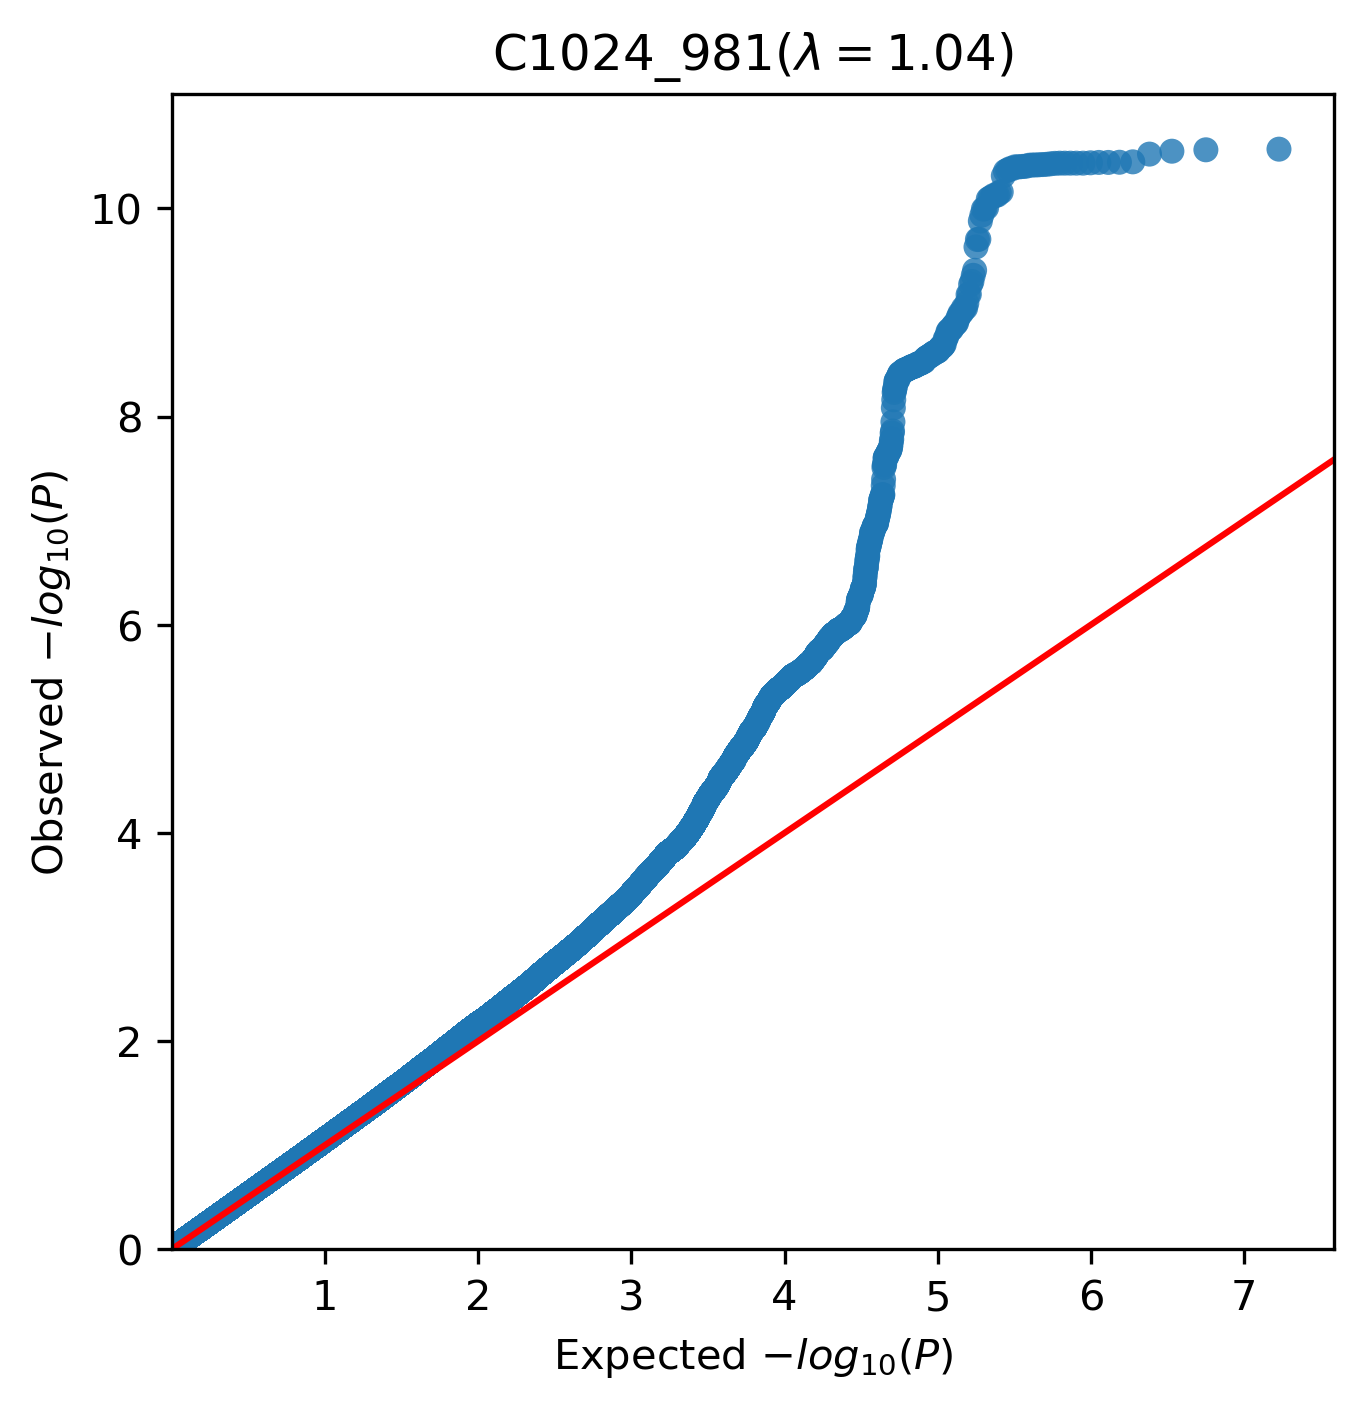 C1024_981(λ = 1.04)
Observed −log₁₀(P)
10
8
6
4
2
0
1 2 3 4 5 6 7
Expected −log₁₀(P)